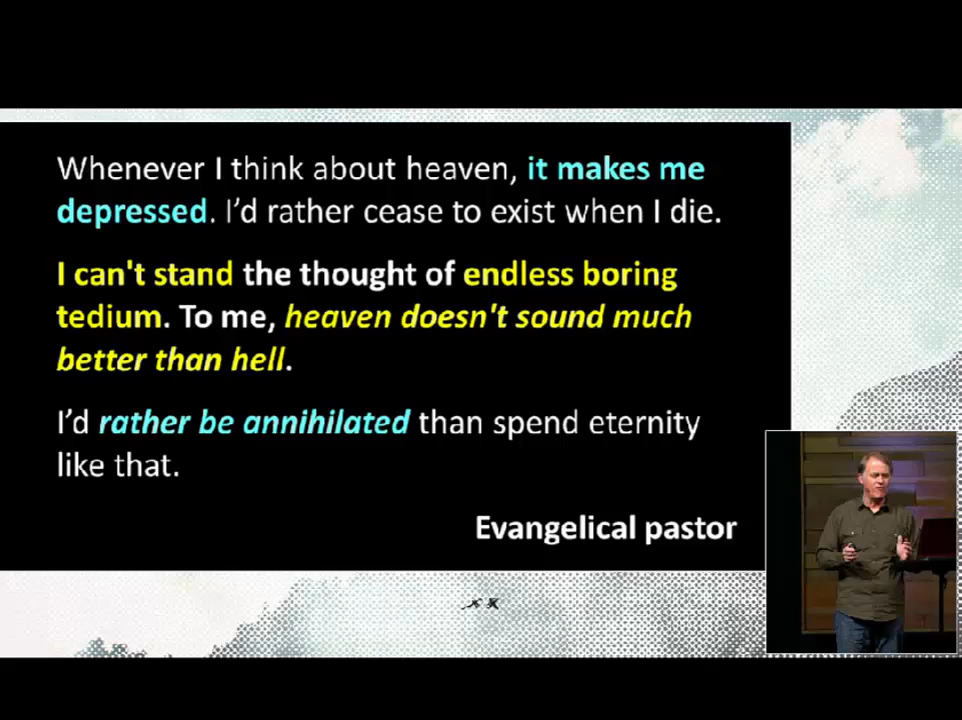 Whenever I think about heaven, it makes me
depressed. I'd rather cease to exist when I die.
I can't stand the thought of endless boring
tedium. To me, heaven doesn't sound much
better than hell.
I'd rather be annihilated than spend eternity
like that.
Evangelical pastor